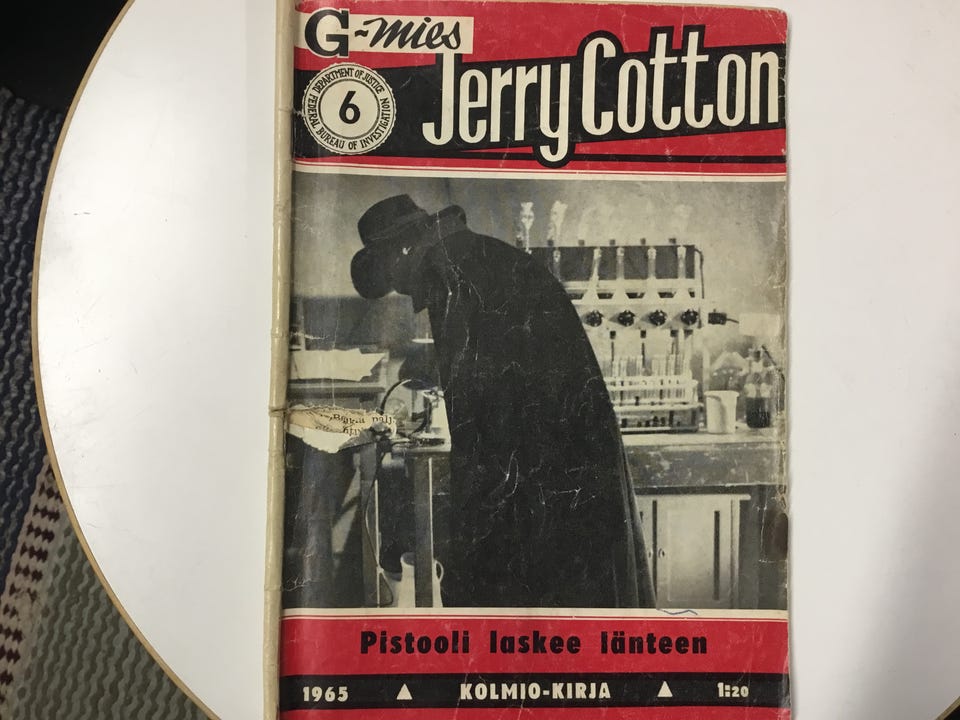 G-mies
Jerry Cotton
DEPARTMENT OF JUSTICE
6
FEDERAL BUREAU OF INVESTIGATION
Pistooli laskee länteen
1965 ▲ KOLMIO-KIRJA ▲ 1:20